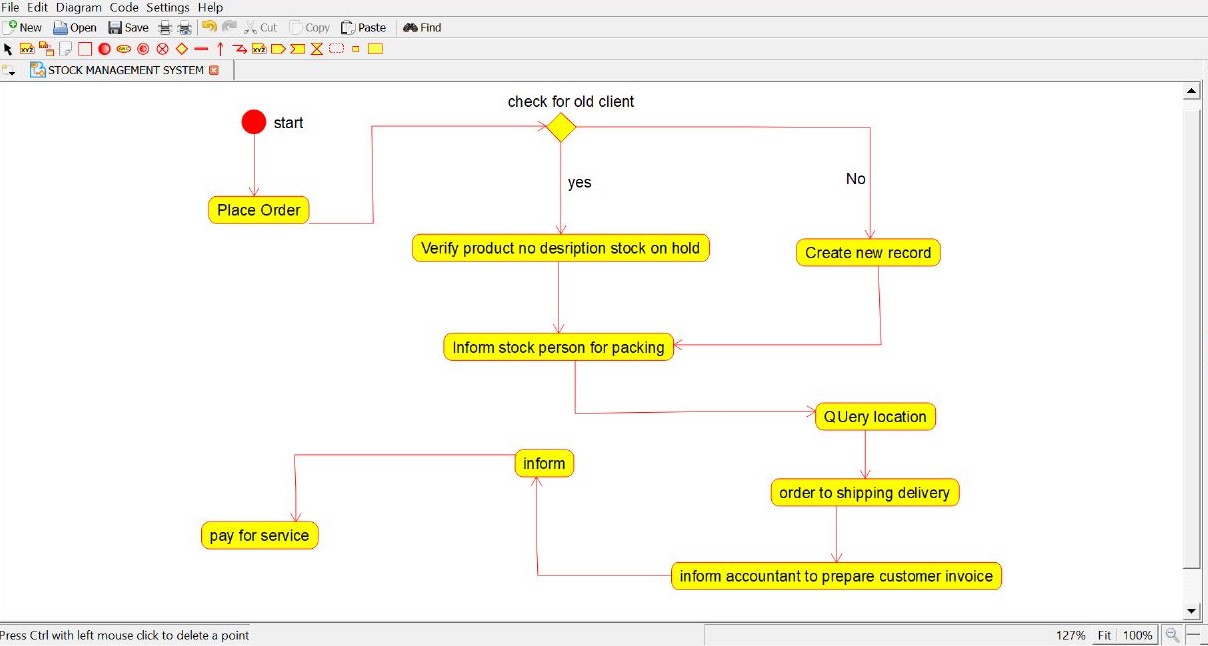 File Edit Diagram Code Settings Help
New Open Save Cut Copy Paste Find
STOCK MANAGEMENT SYSTEM
check for old client
start
yes
No
Place Order
Verify product no desription stock on hold
Create new record
Inform stock person for packing
QUery location
inform
order to shipping delivery
pay for service
inform accountant to prepare customer invoice
Press Ctrl with left mouse click to delete a point
127% Fit 100%